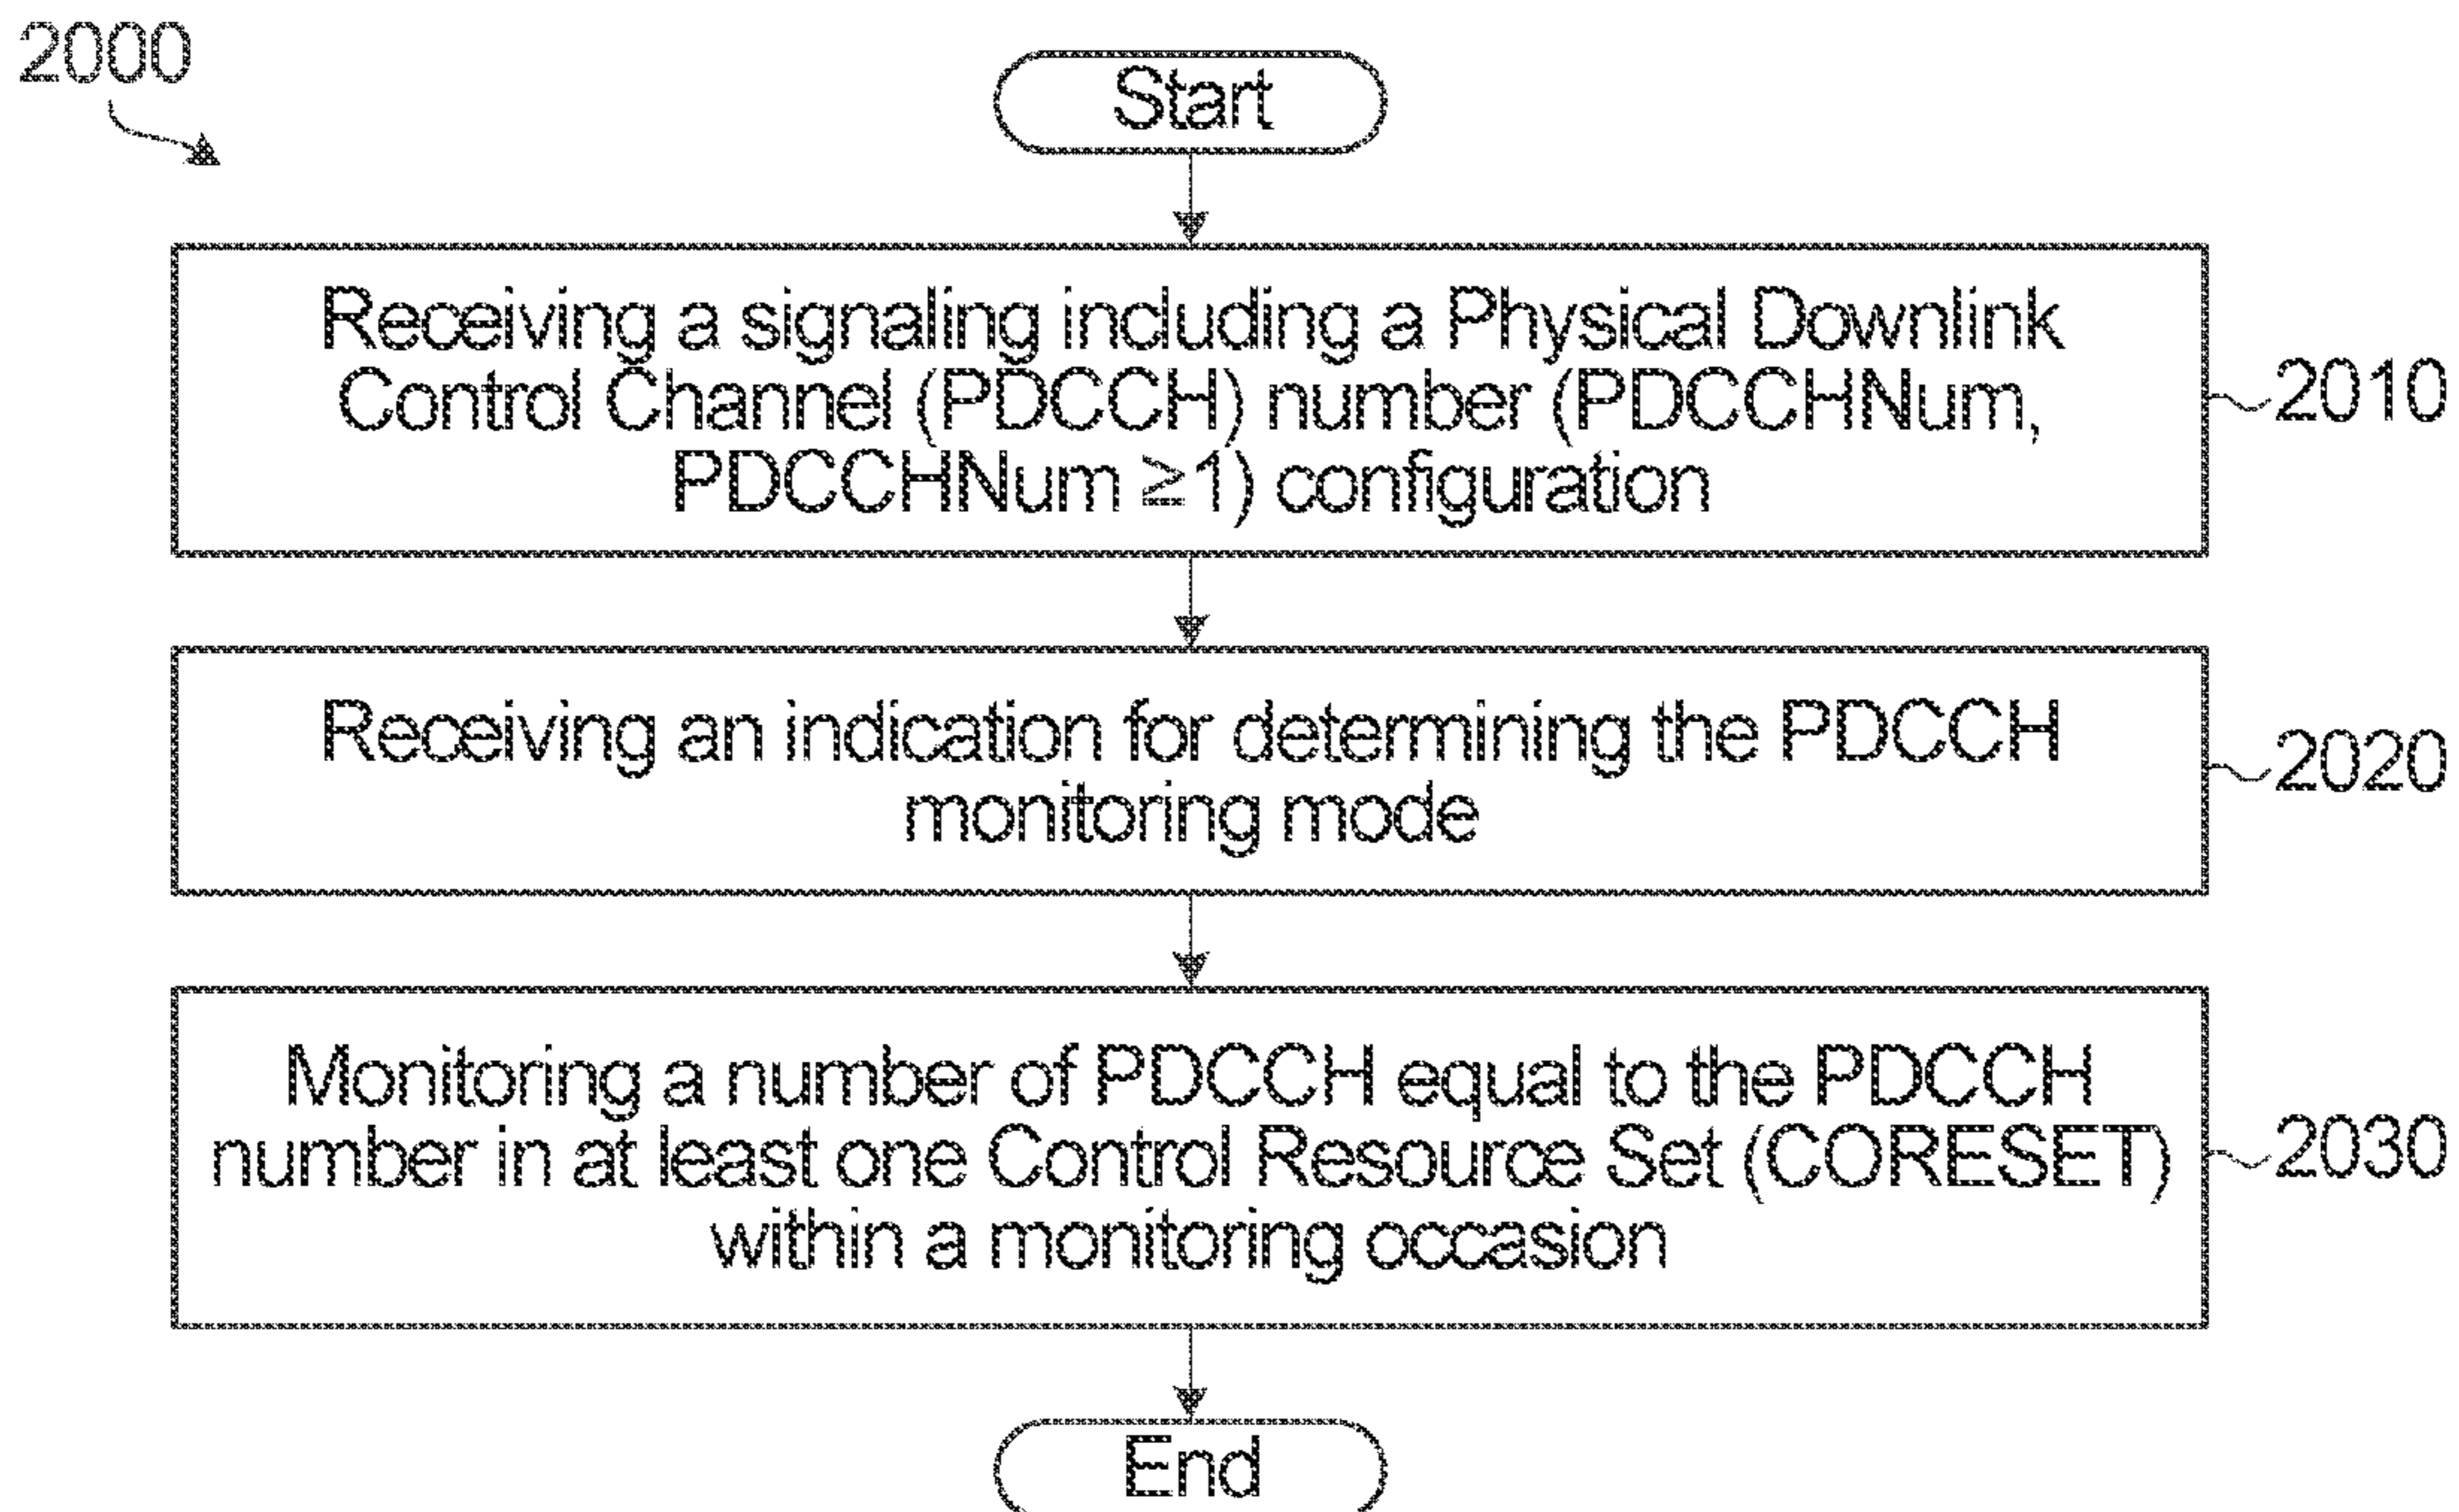 2000
Start
Receiving a signaling including a Physical Downlink
Control Channel (PDCCH) number (PDCCHNum,
PDCCHNum ≥1) configuration
2010
Receiving an indication for determining the PDCCH
monitoring mode
2020
Monitoring a number of PDCCH equal to the PDCCH
number in at least one Control Resource Set (CORESET)
within a monitoring occasion
2030
End